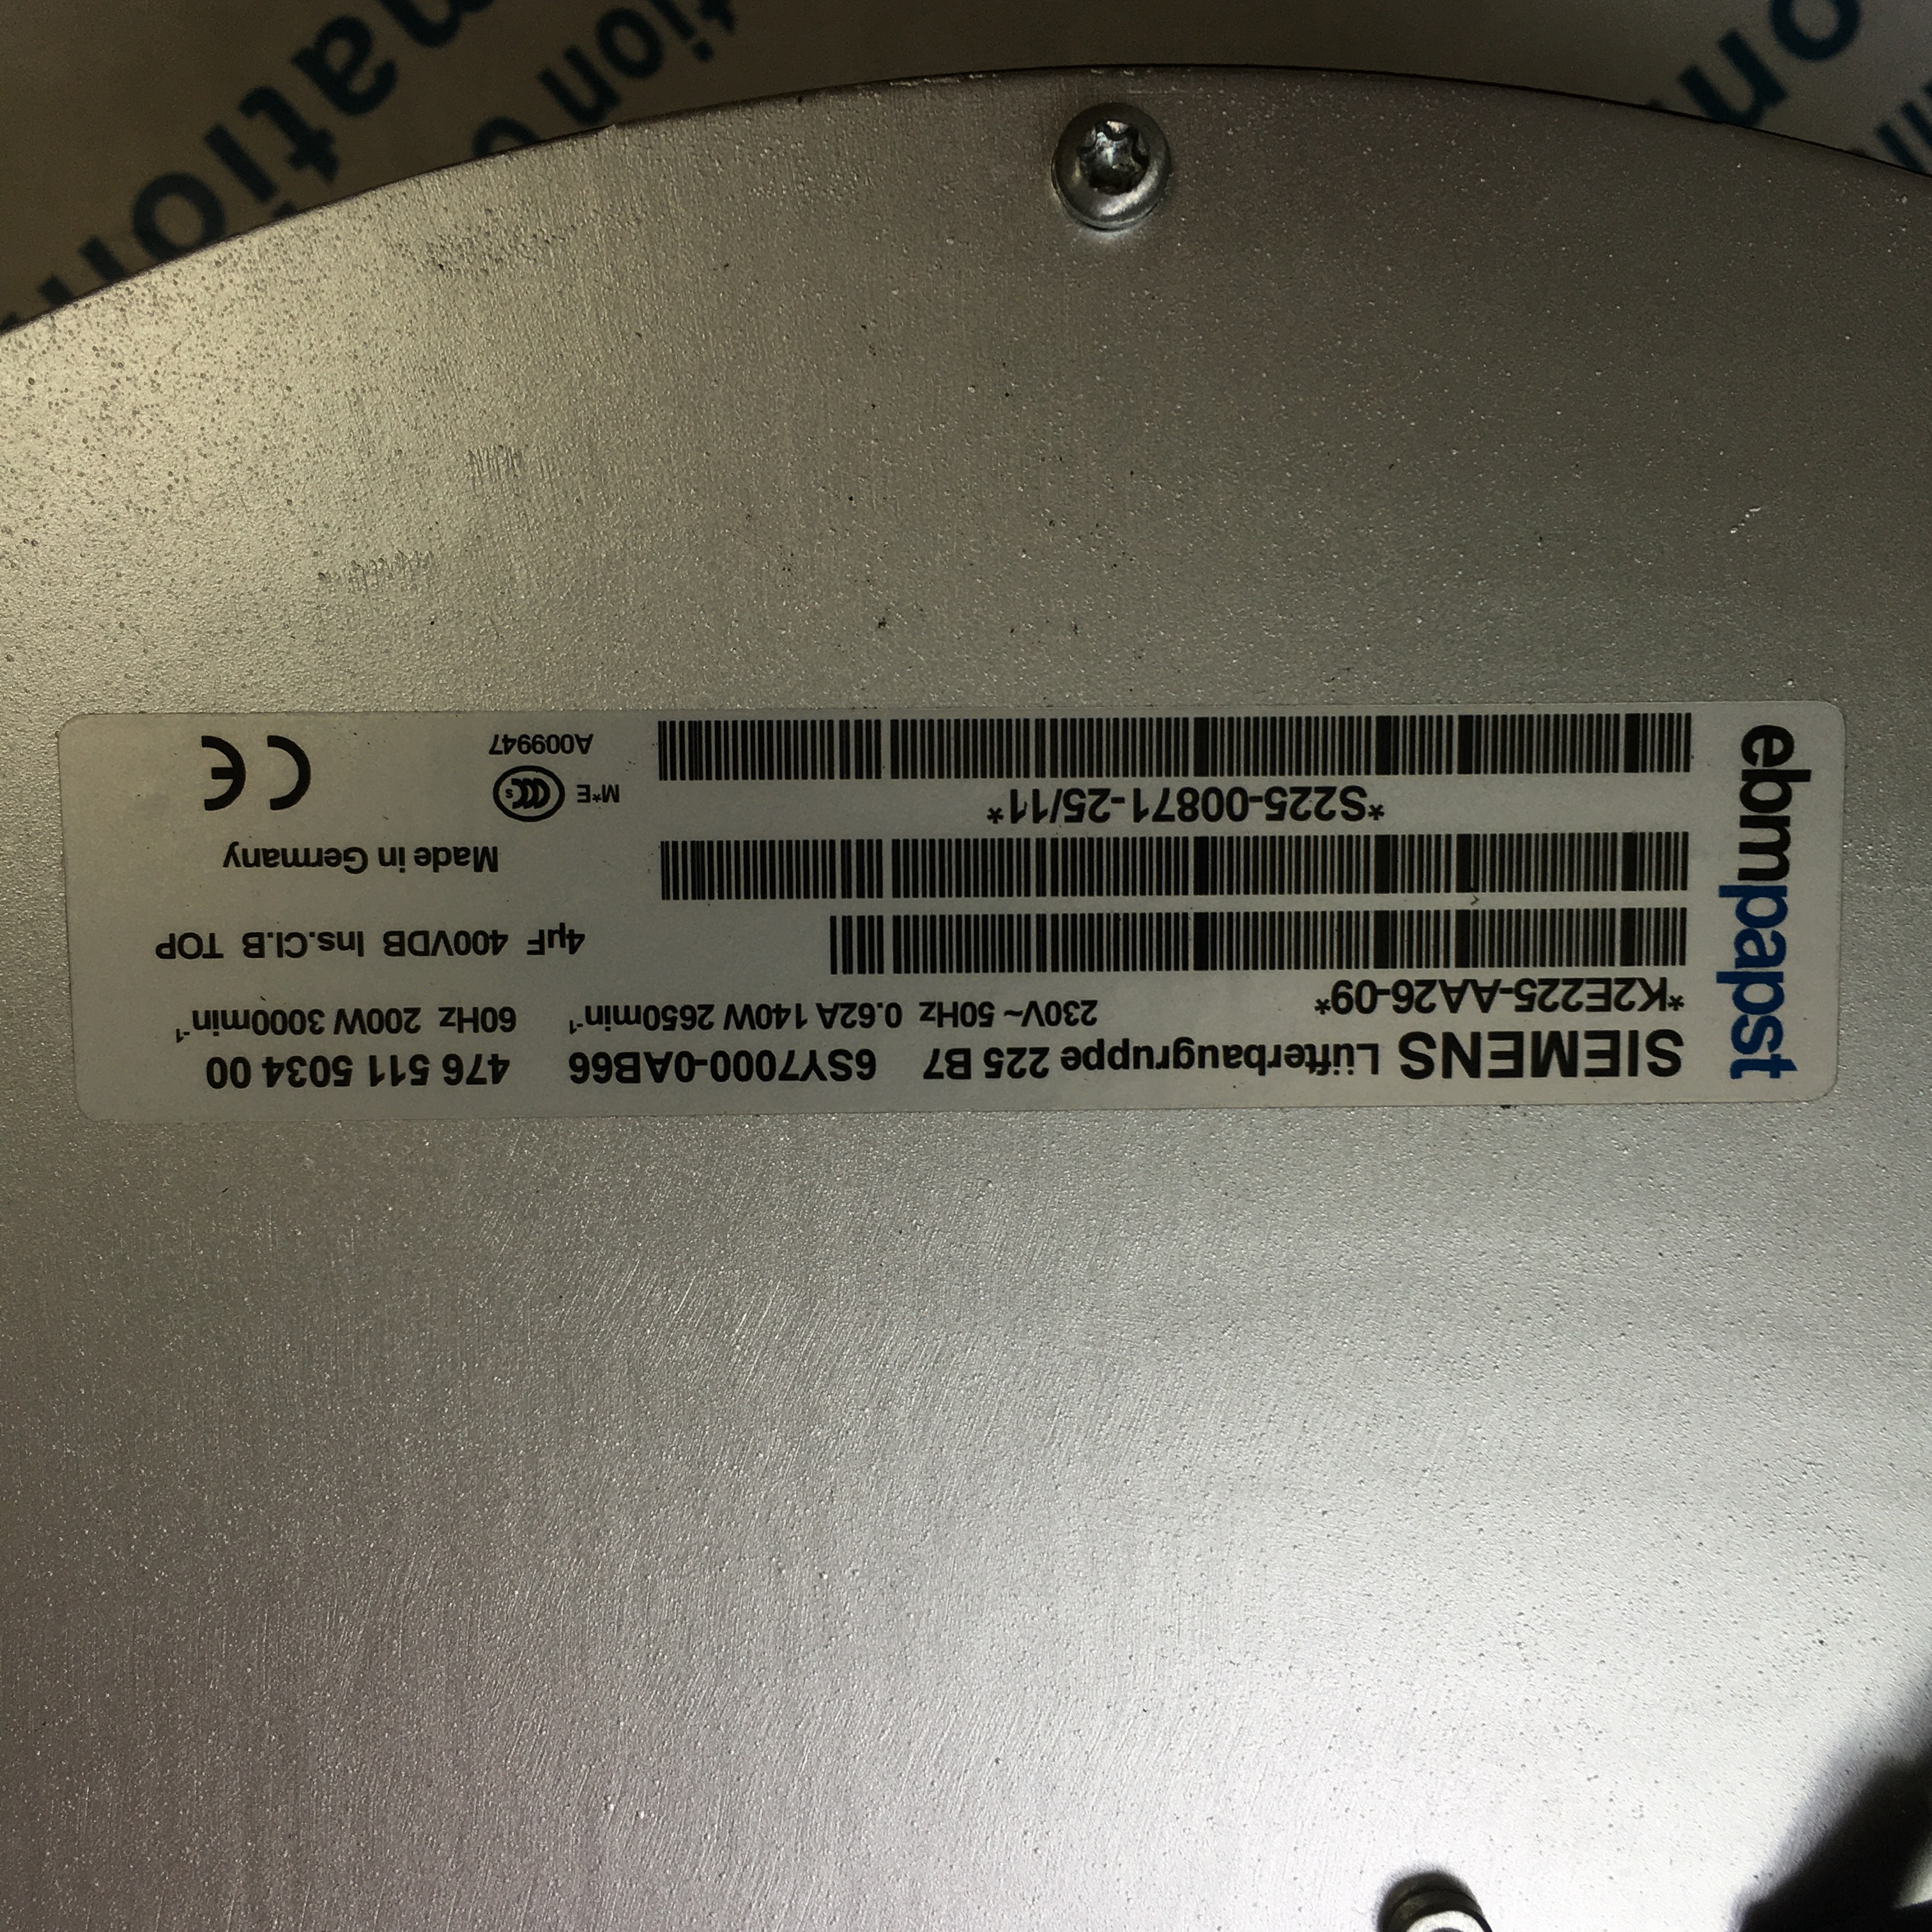 ebmpapst
SIEMENS Lüfterbaugruppe 225 B7 6SY7000-0AB66 476 511 5034 00
*K2E225-AA26-09* 230V~ 50Hz 0.62A 140W 2650min⁻¹ 60Hz 200W 3000min⁻¹
4µF 400VDB Ins.Cl.B TOP
Made in Germany
*S225-00871-25/11* M*E CCC S CE
A009947